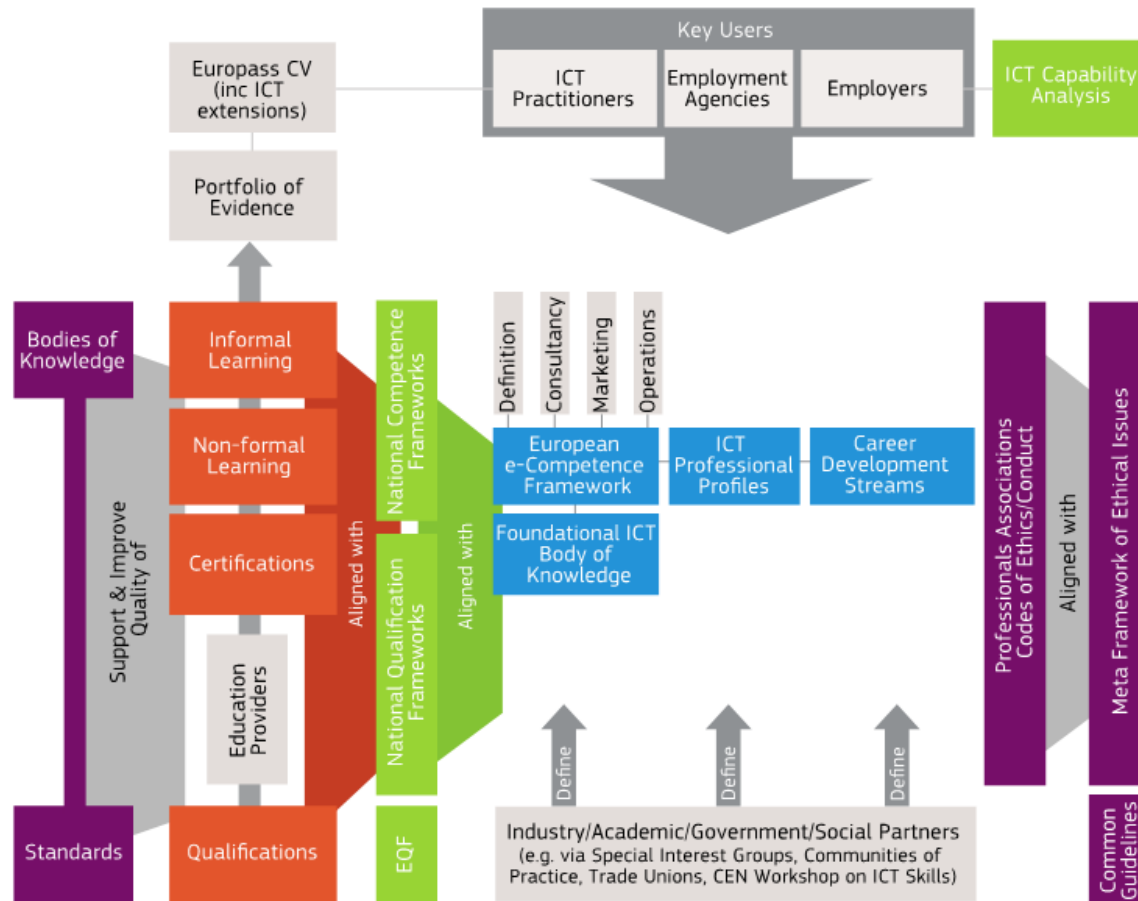 Key Users
Europass CV
(inc ICT
extensions)
ICT
Practitioners
Employment
Agencies
Employers
ICT Capability
Analysis
Portfolio of
Evidence
Bodies of
Knowledge
Informal
Learning
Non-formal
Learning
Certifications
Education
Providers
Standards
Qualifications
Support & Improve
Quality of
Aligned with
National Competence
Frameworks
National Qualification
Frameworks
EQF
Aligned with
Definition
Consultancy
Marketing
Operations
European
e-Competence
Framework
ICT
Professional
Profiles
Career
Development
Streams
Foundational ICT
Body of
Knowledge
Define
Define
Define
Industry/Academic/Government/Social Partners
(e.g. via Special Interest Groups, Communities of
Practice, Trade Unions, CEN Workshop on ICT Skills)
Professionals Associations
Codes of Ethics/Conduct
Aligned with
Meta Framework of Ethical Issues
Common
Guidelines